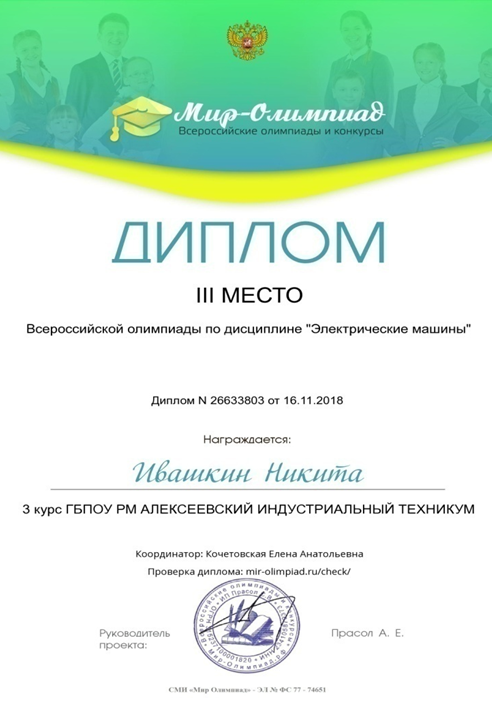 Мир-Олимпиад
Всероссийские олимпиады и конкурсы
ДИПЛОМ
III МЕСТО
Всероссийской олимпиады по дисциплине "Электрические машины"
Диплом N 26633803 от 16.11.2018
Награждается:
Ивашкин Никита
3 курс ГБПОУ РМ АЛЕКСЕЕВСКИЙ ИНДУСТРИАЛЬНЫЙ ТЕХНИКУМ
Координатор: Кочетовская Елена Анатольевна
Проверка диплома: mir-olimpiad.ru/check/
Руководитель
проекта:
Прасол А. Е.
СМИ «Мир Олимпиад» - ЭЛ № ФС 77 - 74651